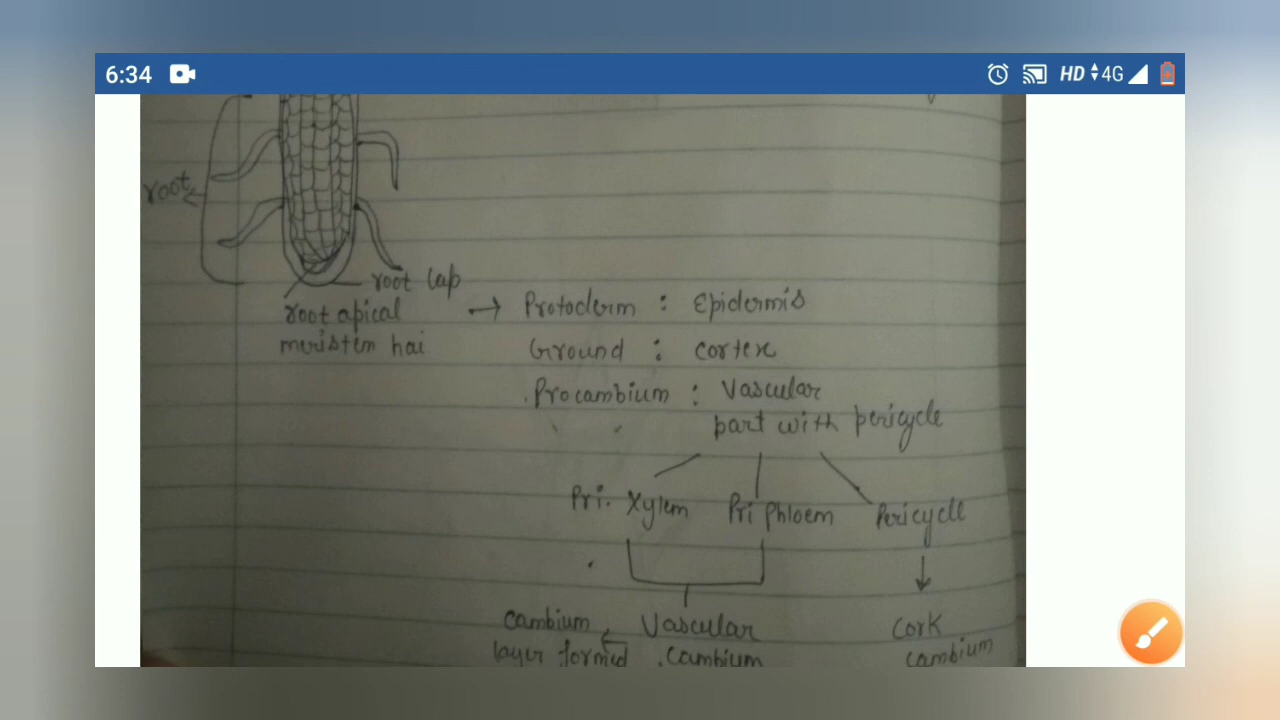 6:34
HD 4G
root
root cap
root apical
meristem hai
→ Protoderm : Epidermis
Ground : cortex
Procambium : Vascular
part with pericycle
Pri. Xylem Pri Phloem Pericycle
Cambium ← Vascular Cork
layer formed Cambium cambium